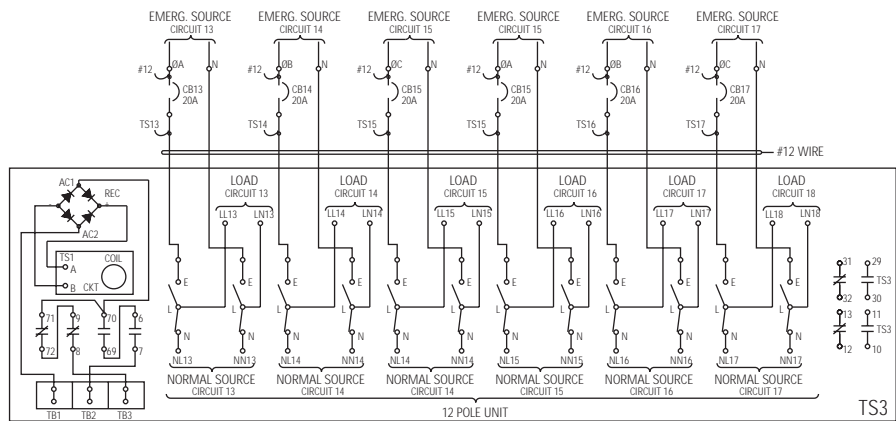 EMERG. SOURCE EMERG. SOURCE EMERG. SOURCE EMERG. SOURCE EMERG. SOURCE EMERG. SOURCE
CIRCUIT 13 CIRCUIT 14 CIRCUIT 15 CIRCUIT 15 CIRCUIT 16 CIRCUIT 17
#12 ØA N #12 ØB N #12 ØC N #12 ØA N #12 ØB N #12 ØC N
CB13 CB14 CB15 CB15 CB16 CB17
20A 20A 20A 20A 20A 20A
TS13 TS14 TS15 TS15 TS16 TS17
#12 WIRE
LOAD LOAD LOAD LOAD LOAD LOAD
CIRCUIT 13 CIRCUIT 14 CIRCUIT 15 CIRCUIT 16 CIRCUIT 17 CIRCUIT 18
AC1 REC
- +
AC2
LL13 LN13 LL14 LN14 LL15 LN15 LL16 LN16 LL17 LN17 LL18 LN18
TS1 COIL
A
B CKT
E E E E E E E E E E E E
L L L L L L L L L L L L
N N N N N N N N N N N N
31 29
TS3
32 30
13 11
TS3
12 10
71 9 70 6
72 8 69 7
NL13 NN13 NL14 NN14 NL14 NN14 NL15 NN15 NL16 NN16 NL17 NN17
NORMAL SOURCE NORMAL SOURCE NORMAL SOURCE NORMAL SOURCE NORMAL SOURCE NORMAL SOURCE
CIRCUIT 13 CIRCUIT 14 CIRCUIT 14 CIRCUIT 15 CIRCUIT 16 CIRCUIT 17
TB1 TB2 TB3
12 POLE UNIT
TS3